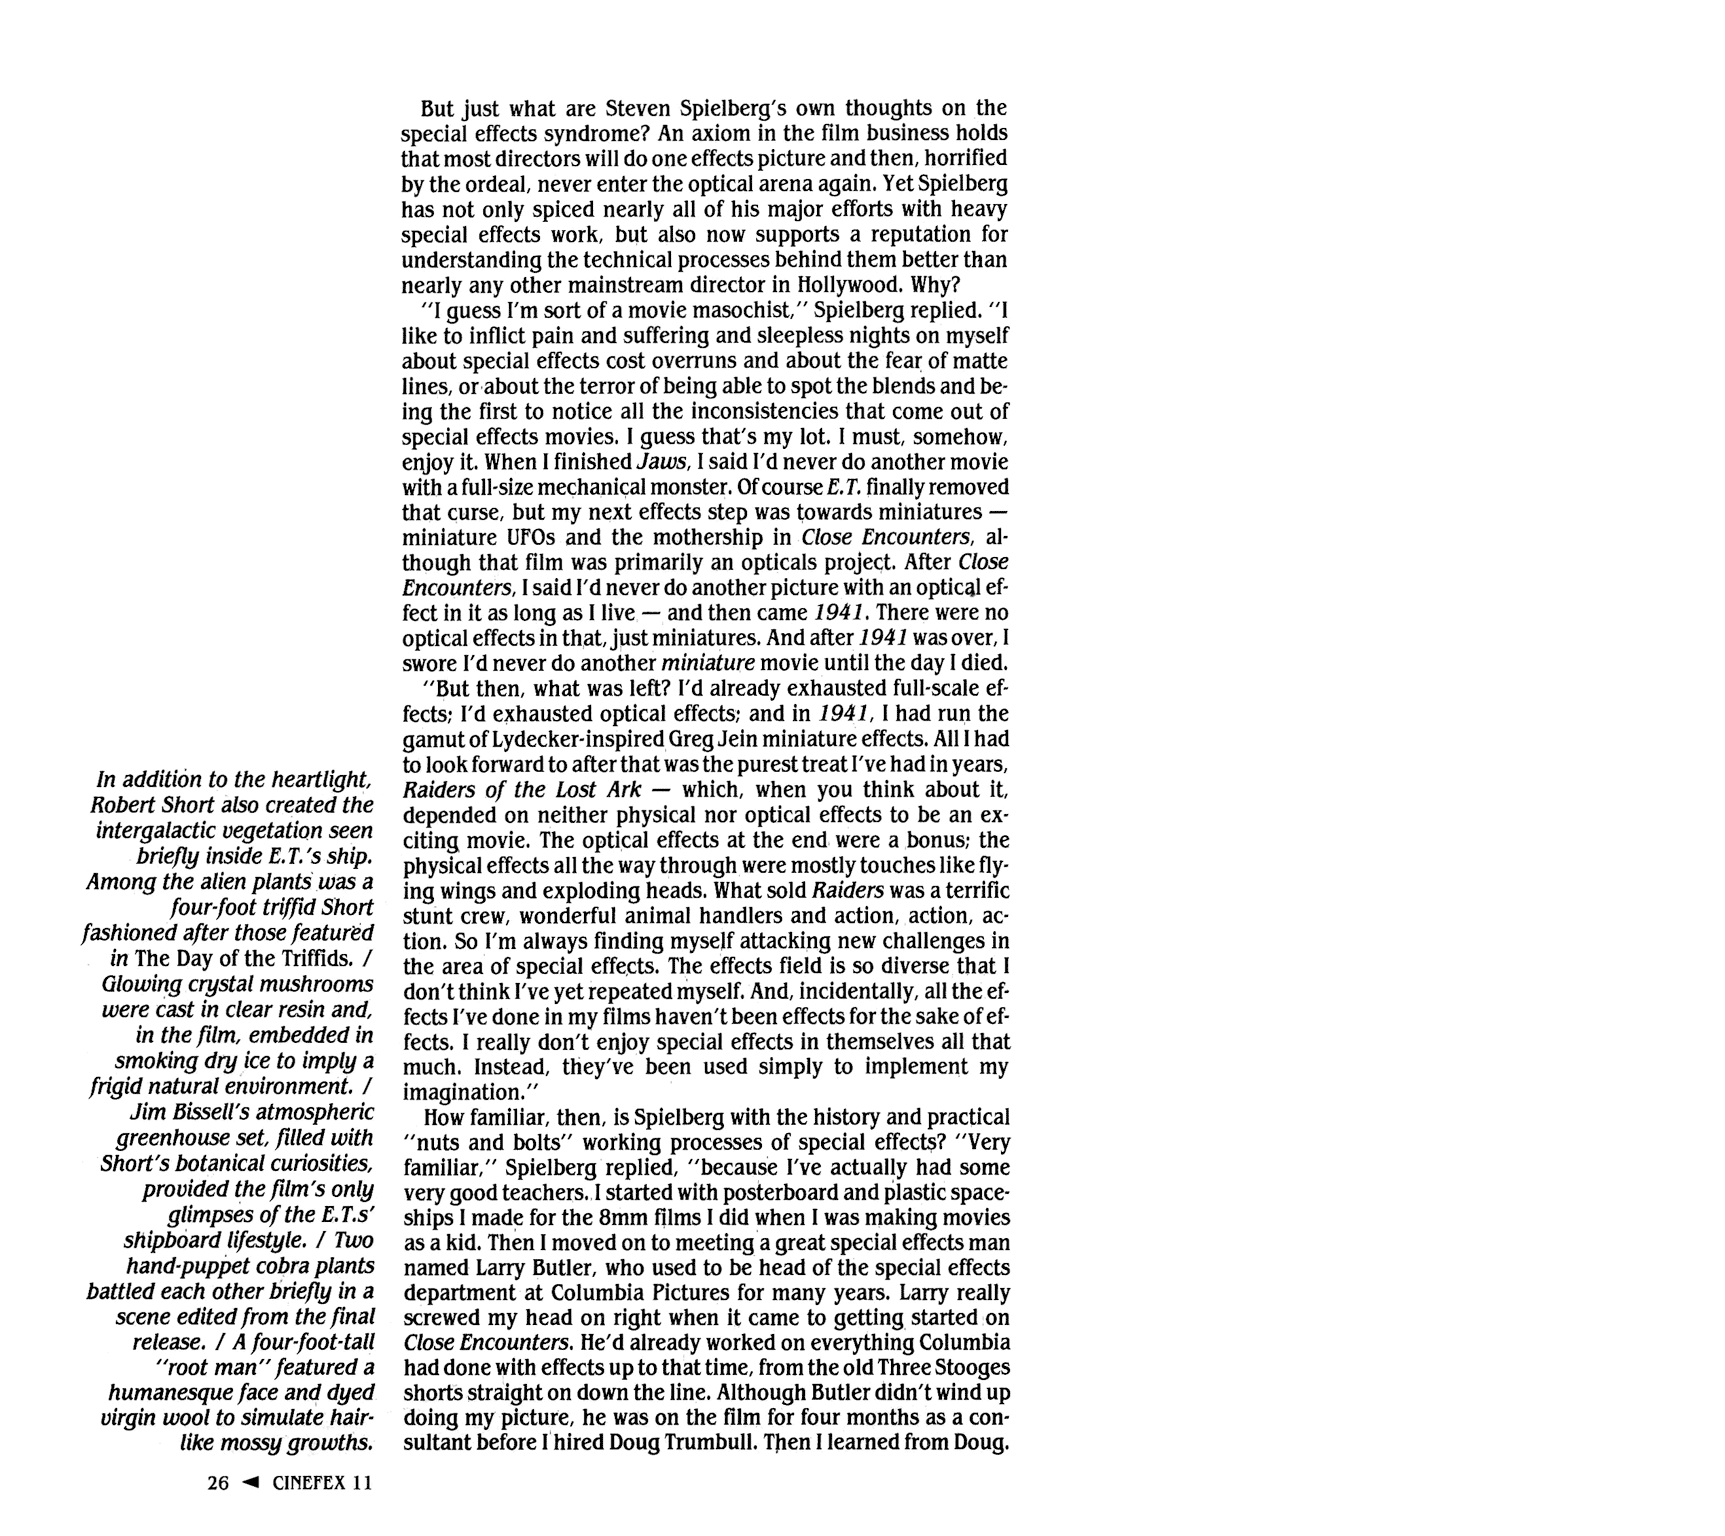 But just what are Steven Spielberg's own thoughts on the
special effects syndrome? An axiom in the film business holds
that most directors will do one effects picture and then, horrified
by the ordeal, never enter the optical arena again. Yet Spielberg
has not only spiced nearly all of his major efforts with heavy
special effects work, but also now supports a reputation for
understanding the technical processes behind them better than
nearly any other mainstream director in Hollywood. Why?
"I guess I'm sort of a movie masochist," Spielberg replied. "I
like to inflict pain and suffering and sleepless nights on myself
about special effects cost overruns and about the fear of matte
lines, or about the terror of being able to spot the blends and be-
ing the first to notice all the inconsistencies that come out of
special effects movies. I guess that's my lot. I must, somehow,
enjoy it. When I finished Jaws, I said I'd never do another movie
with a full-size mechanical monster. Of course E.T. finally removed
that curse, but my next effects step was towards miniatures —
miniature UFOs and the mothership in Close Encounters, al-
though that film was primarily an opticals project. After Close
Encounters, I said I'd never do another picture with an optical ef-
fect in it as long as I live — and then came 1941. There were no
optical effects in that, just miniatures. And after 1941 was over, I
swore I'd never do another miniature movie until the day I died.
"But then, what was left? I'd already exhausted full-scale ef-
fects; I'd exhausted optical effects; and in 1941, I had run the
gamut of Lydecker-inspired Greg Jein miniature effects. All I had
to look forward to after that was the purest treat I've had in years,
Raiders of the Lost Ark — which, when you think about it,
depended on neither physical nor optical effects to be an ex-
citing movie. The optical effects at the end were a bonus; the
physical effects all the way through were mostly touches like fly-
ing wings and exploding heads. What sold Raiders was a terrific
stunt crew, wonderful animal handlers and action, action, ac-
tion. So I'm always finding myself attacking new challenges in
the area of special effects. The effects field is so diverse that I
don't think I've yet repeated myself. And, incidentally, all the ef-
fects I've done in my films haven't been effects for the sake of ef-
fects. I really don't enjoy special effects in themselves all that
much. Instead, they've been used simply to implement my
imagination."
How familiar, then, is Spielberg with the history and practical
"nuts and bolts" working processes of special effects? "Very
familiar," Spielberg replied, "because I've actually had some
very good teachers. I started with posterboard and plastic space-
ships I made for the 8mm films I did when I was making movies
as a kid. Then I moved on to meeting a great special effects man
named Larry Butler, who used to be head of the special effects
department at Columbia Pictures for many years. Larry really
screwed my head on right when it came to getting started on
Close Encounters. He'd already worked on everything Columbia
had done with effects up to that time, from the old Three Stooges
shorts straight on down the line. Although Butler didn't wind up
doing my picture, he was on the film for four months as a con-
sultant before I hired Doug Trumbull. Then I learned from Doug.
In addition to the heartlight,
Robert Short also created the
intergalactic vegetation seen
briefly inside E.T.'s ship.
Among the alien plants was a
four-foot triffid Short
fashioned after those featured
in The Day of the Triffids. /
Glowing crystal mushrooms
were cast in clear resin and,
in the film, embedded in
smoking dry ice to imply a
frigid natural environment. /
Jim Bissell's atmospheric
greenhouse set, filled with
Short's botanical curiosities,
provided the film's only
glimpses of the E.T.s'
shipboard lifestyle. / Two
hand-puppet cobra plants
battled each other briefly in a
scene edited from the final
release. / A four-foot-tall
"root man" featured a
humanesque face and dyed
virgin wool to simulate hair-
like mossy growths.
26 ◄ CINEFEX 11